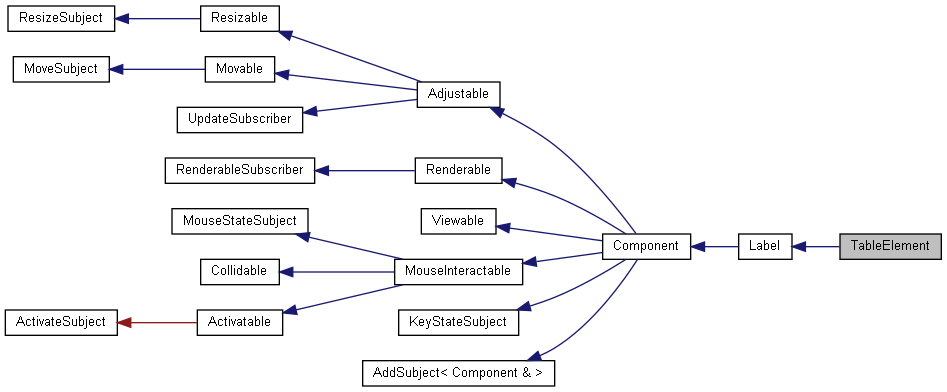 ResizeSubject
Resizable
MoveSubject
Movable
Adjustable
UpdateSubscriber
RenderableSubscriber
Renderable
MouseStateSubject
Viewable
Component
Label
TableElement
Collidable
MouseInteractable
ActivateSubject
Activatable
KeyStateSubject
AddSubject< Component & >